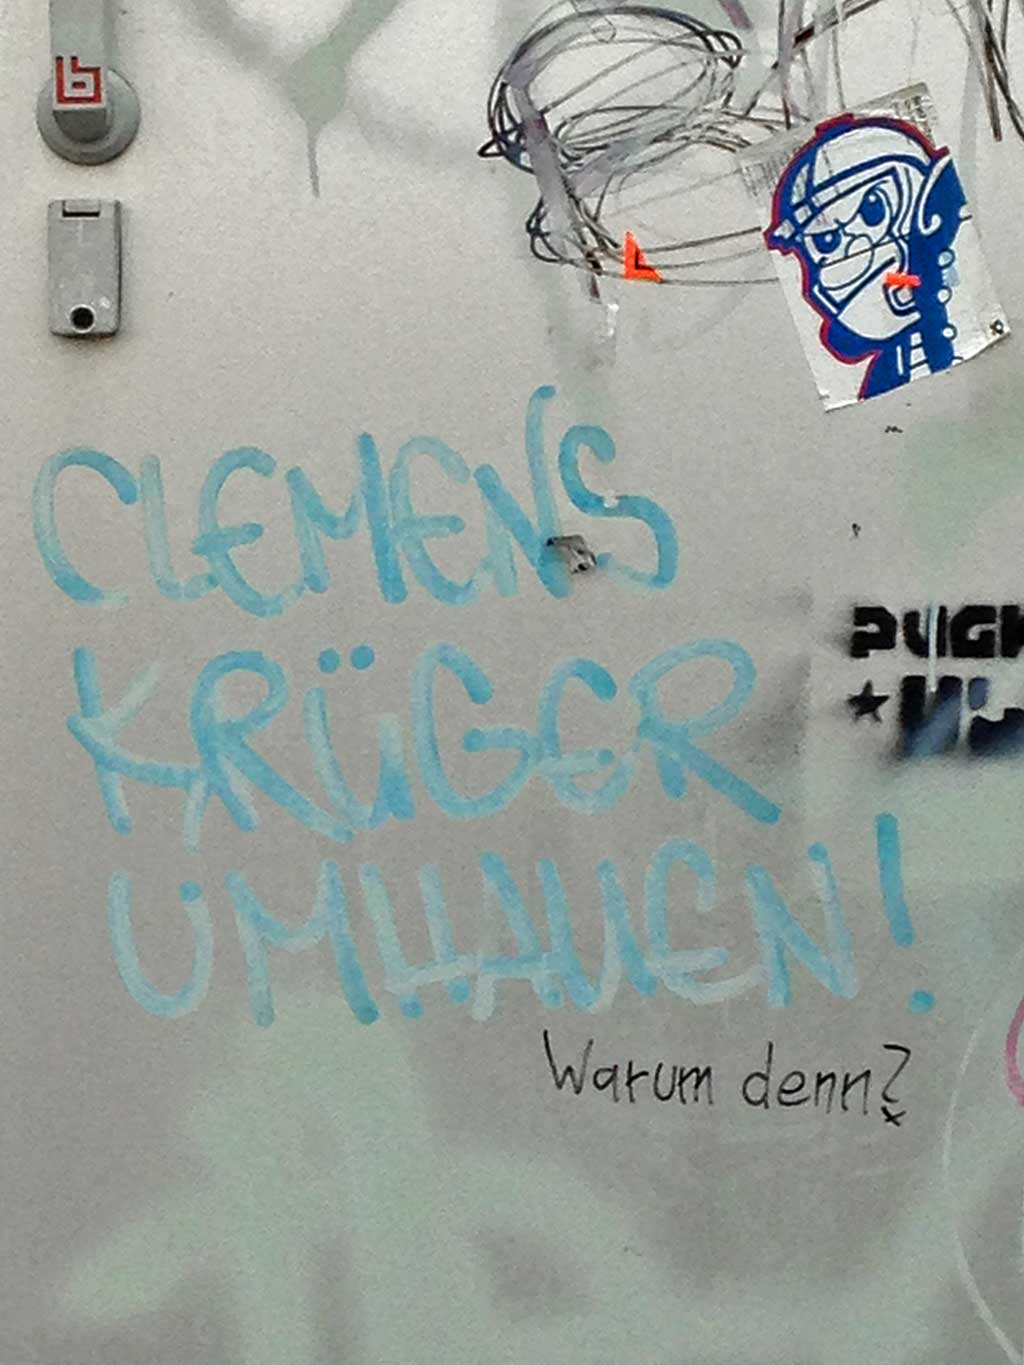 b
CLEMENS
KRÜGER
UMHAUEN!
Warum denn?